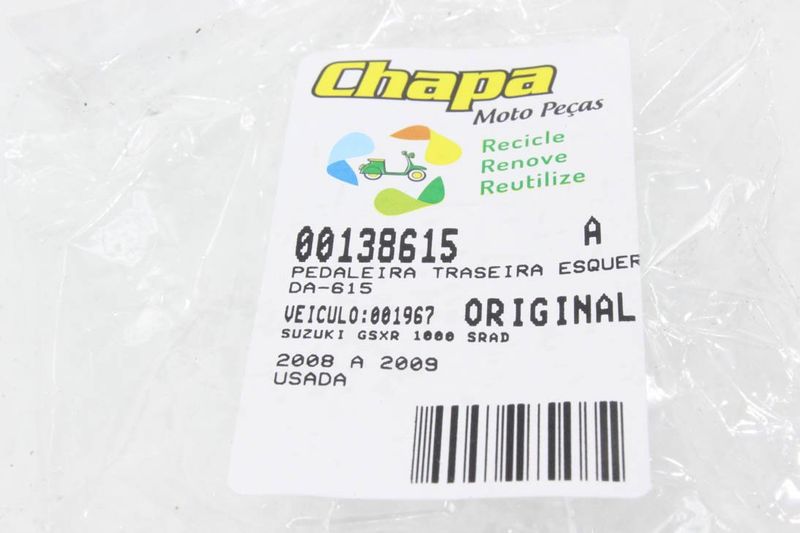 Chapa
Moto Peças
Recicle
Renove
Reutilize
00138615 A
PEDALEIRA TRASEIRA ESQUER
DA-615
VEICULO:001967 ORIGINAL
SUZUKI GSXR 1000 SRAD
2008 A 2009
USADA